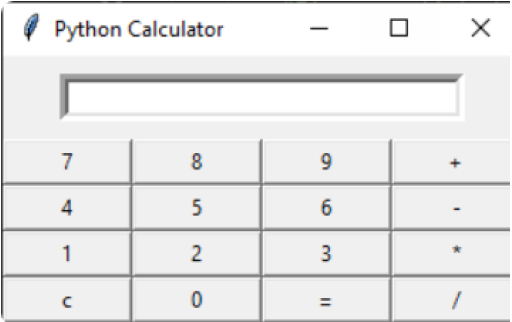 Python Calculator
7 8 9 +
4 5 6 -
1 2 3 *
c 0 = /